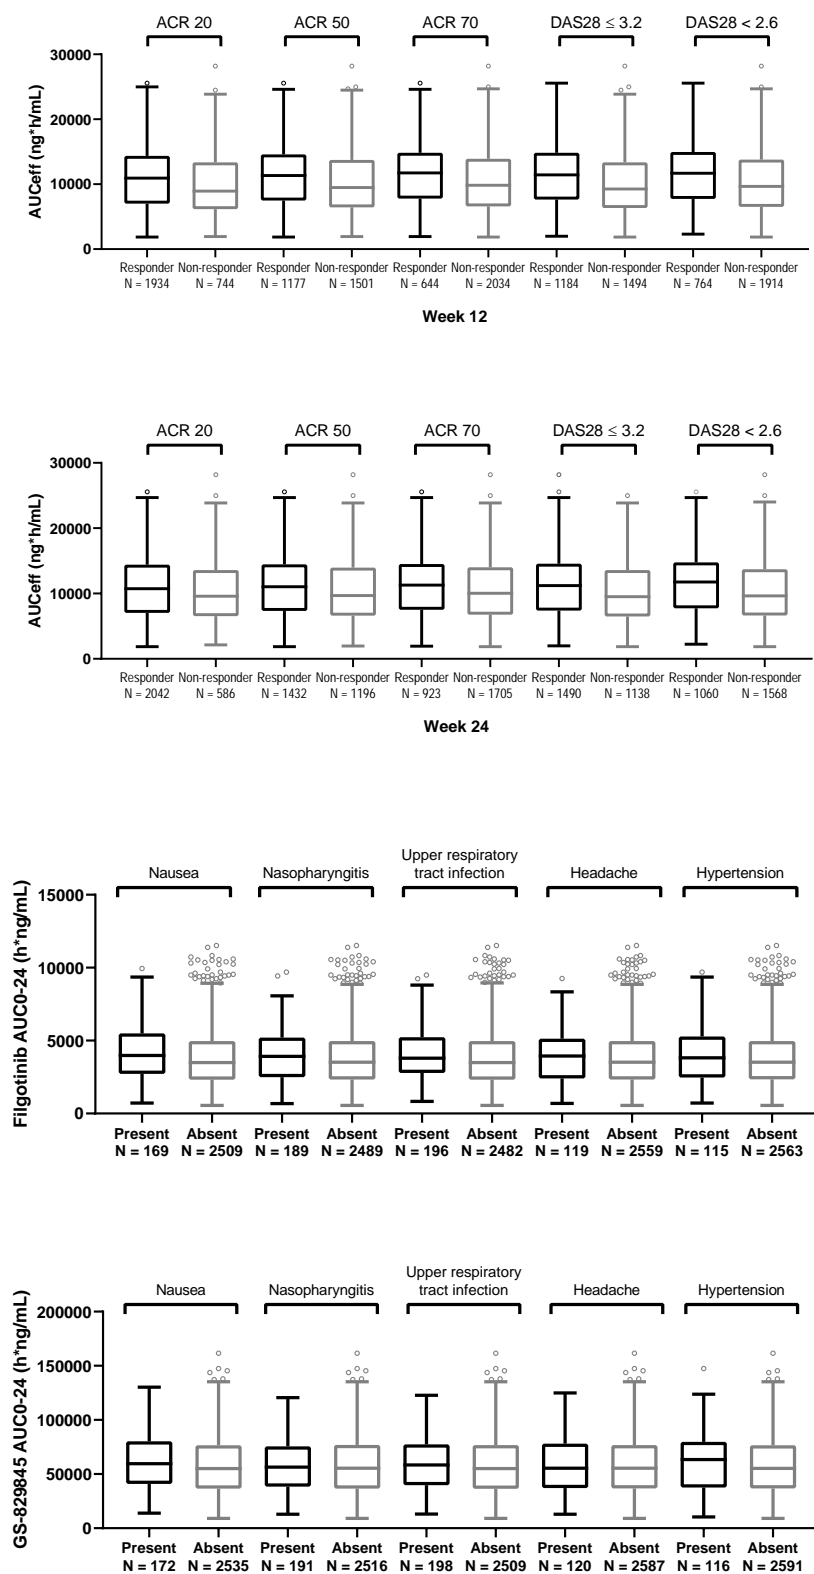 ACR 20 ACR 50 ACR 70 DAS28 ≤ 3.2 DAS28 < 2.6
30000
20000
10000
0
AUCeff (ng*h/mL)
Responder Non-responder Responder Non-responder Responder Non-responder Responder Non-responder Responder Non-responder
N = 1934 N = 744 N = 1177 N = 1501 N = 644 N = 2034 N = 1184 N = 1494 N = 764 N = 1914
Week 12
ACR 20 ACR 50 ACR 70 DAS28 ≤ 3.2 DAS28 < 2.6
30000
20000
10000
0
AUCeff (ng*h/mL)
Responder Non-responder Responder Non-responder Responder Non-responder Responder Non-responder Responder Non-responder
N = 2042 N = 586 N = 1432 N = 1196 N = 923 N = 1705 N = 1490 N = 1138 N = 1060 N = 1568
Week 24
Upper respiratory
Nausea Nasopharyngitis tract infection Headache Hypertension
15000
10000
5000
0
Filgotinib AUC0-24 (h*ng/mL)
Present Absent Present Absent Present Absent Present Absent Present Absent
N = 169 N = 2509 N = 189 N = 2489 N = 196 N = 2482 N = 119 N = 2559 N = 115 N = 2563
Upper respiratory
Nausea Nasopharyngitis tract infection Headache Hypertension
200000
150000
100000
50000
0
GS-829845 AUC0-24 (h*ng/mL)
Present Absent Present Absent Present Absent Present Absent Present Absent
N = 172 N = 2535 N = 191 N = 2516 N = 198 N = 2509 N = 120 N = 2587 N = 116 N = 2591